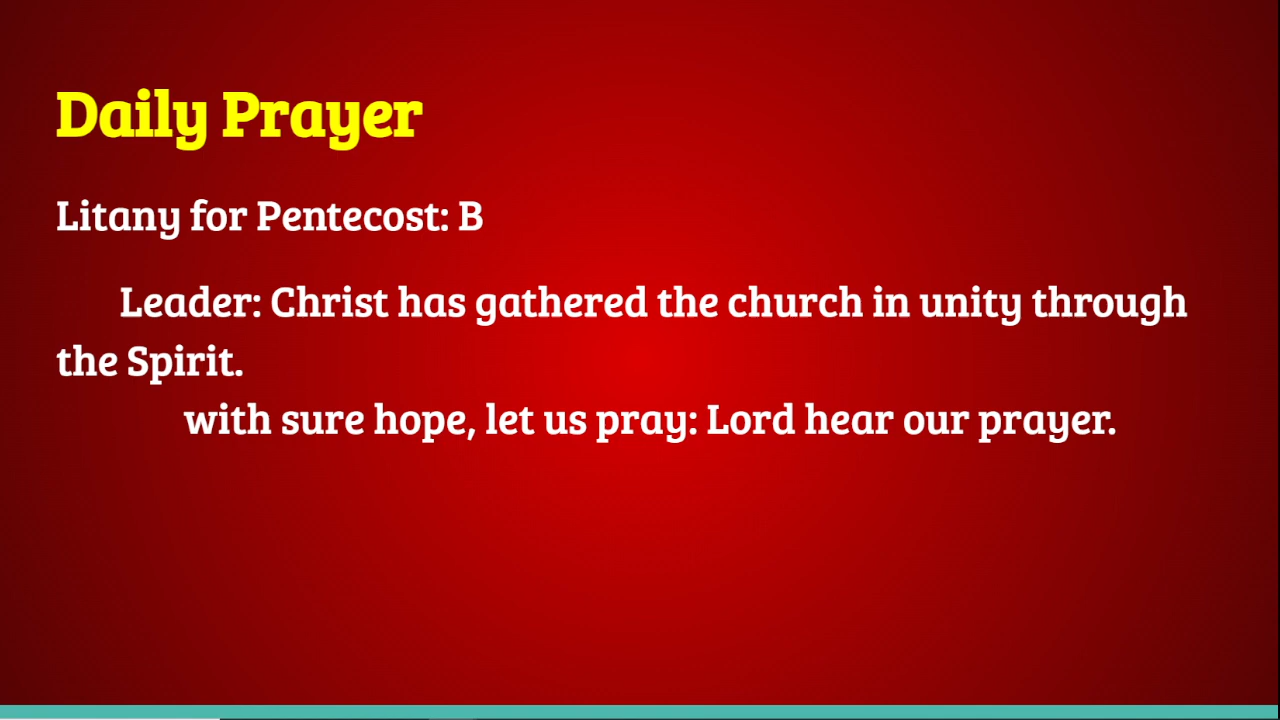 Daily Prayer
Litany for Pentecost: B
Leader: Christ has gathered the church in unity through
the Spirit.
with sure hope, let us pray: Lord hear our prayer.